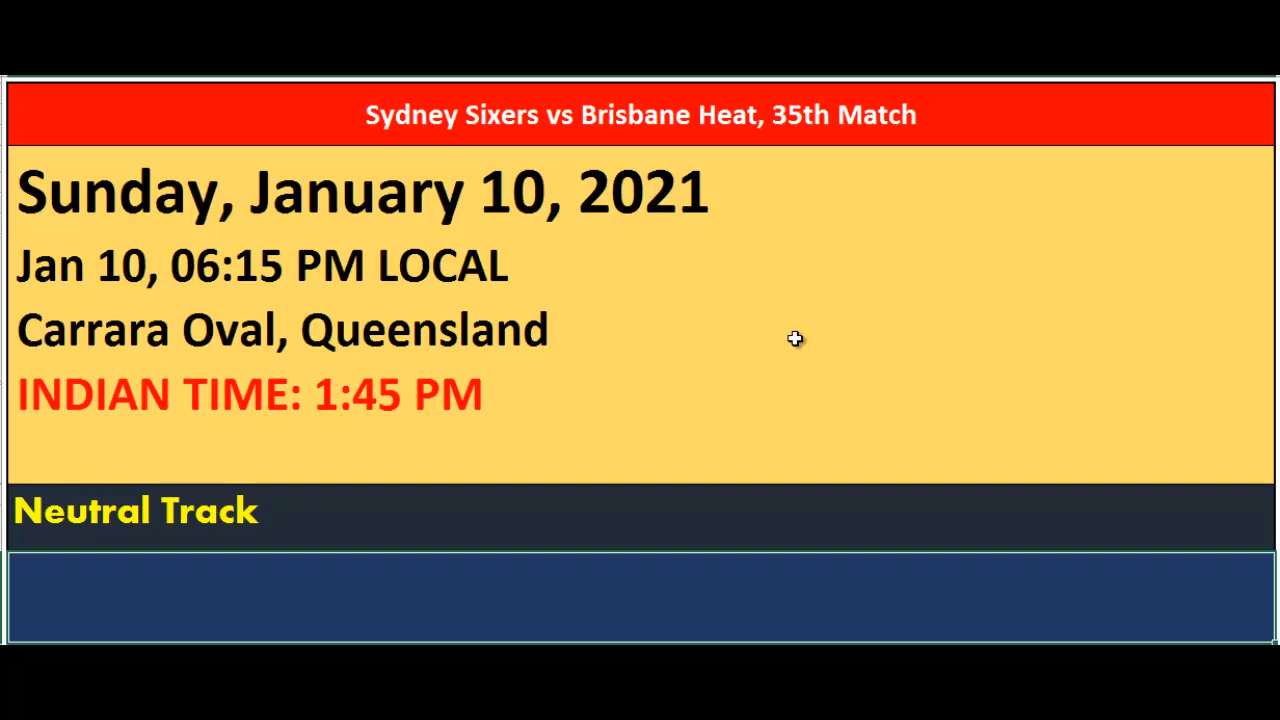 Sydney Sixers vs Brisbane Heat, 35th Match
Sunday, January 10, 2021
Jan 10, 06:15 PM LOCAL
Carrara Oval, Queensland
INDIAN TIME: 1:45 PM
Neutral Track